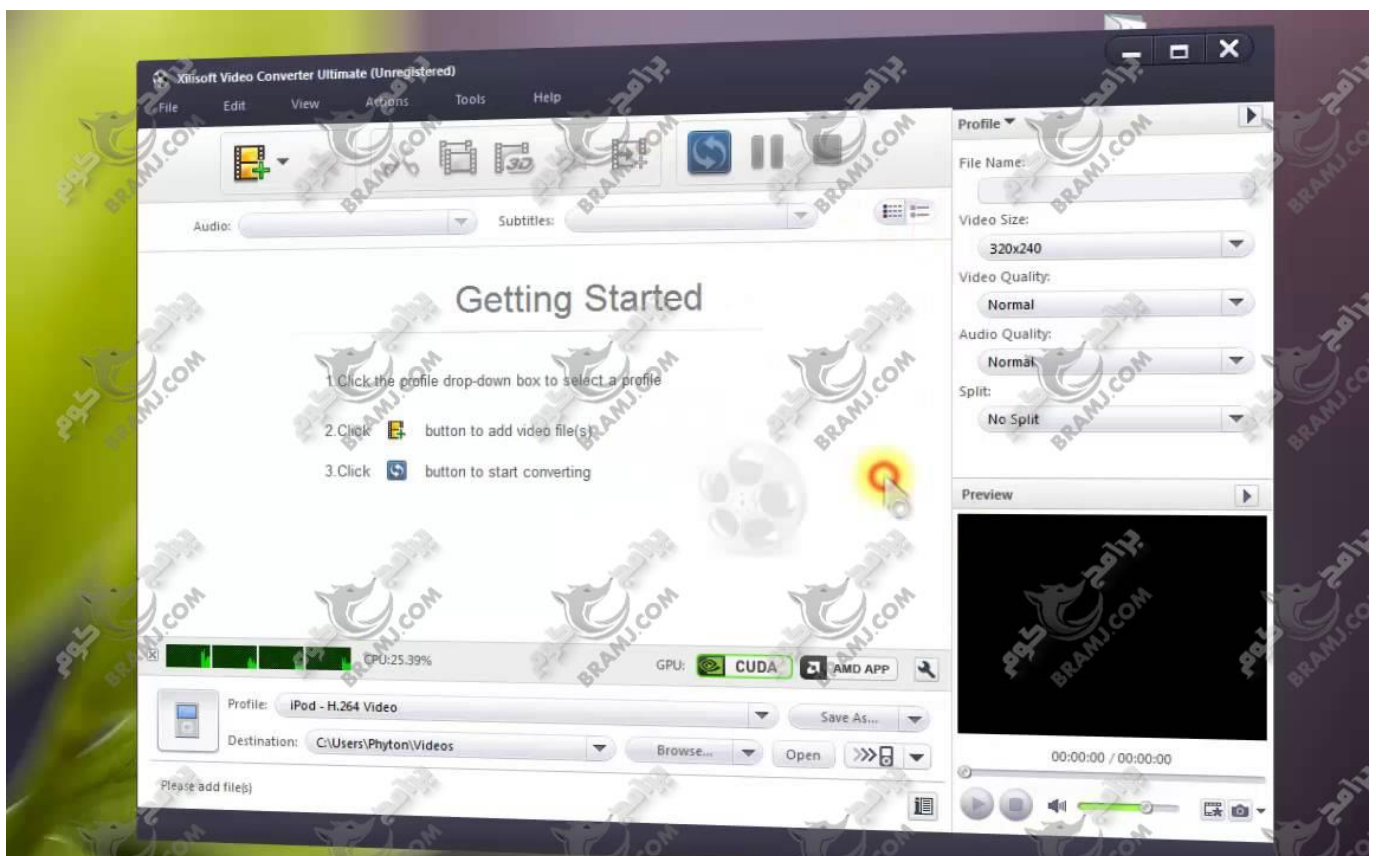 Xilisoft Video Converter Ultimate (Unregistered)
File Edit View Actions Tools Help
3D
Audio: Subtitles:
Getting Started
1.Click the profile drop-down box to select a profile
2.Click button to add video file(s)
3.Click button to start converting
CPU:25.39% GPU: CUDA AMD APP
Profile: iPod - H.264 Video Save As...
Destination: C:\Users\Phyton\Videos Browse... Open
Please add file(s)
Profile
File Name:
Video Size:
320x240
Video Quality:
Normal
Audio Quality:
Normal
Split:
No Split
Preview
00:00:00 / 00:00:00
برامج كوم
BRAMJ.COM